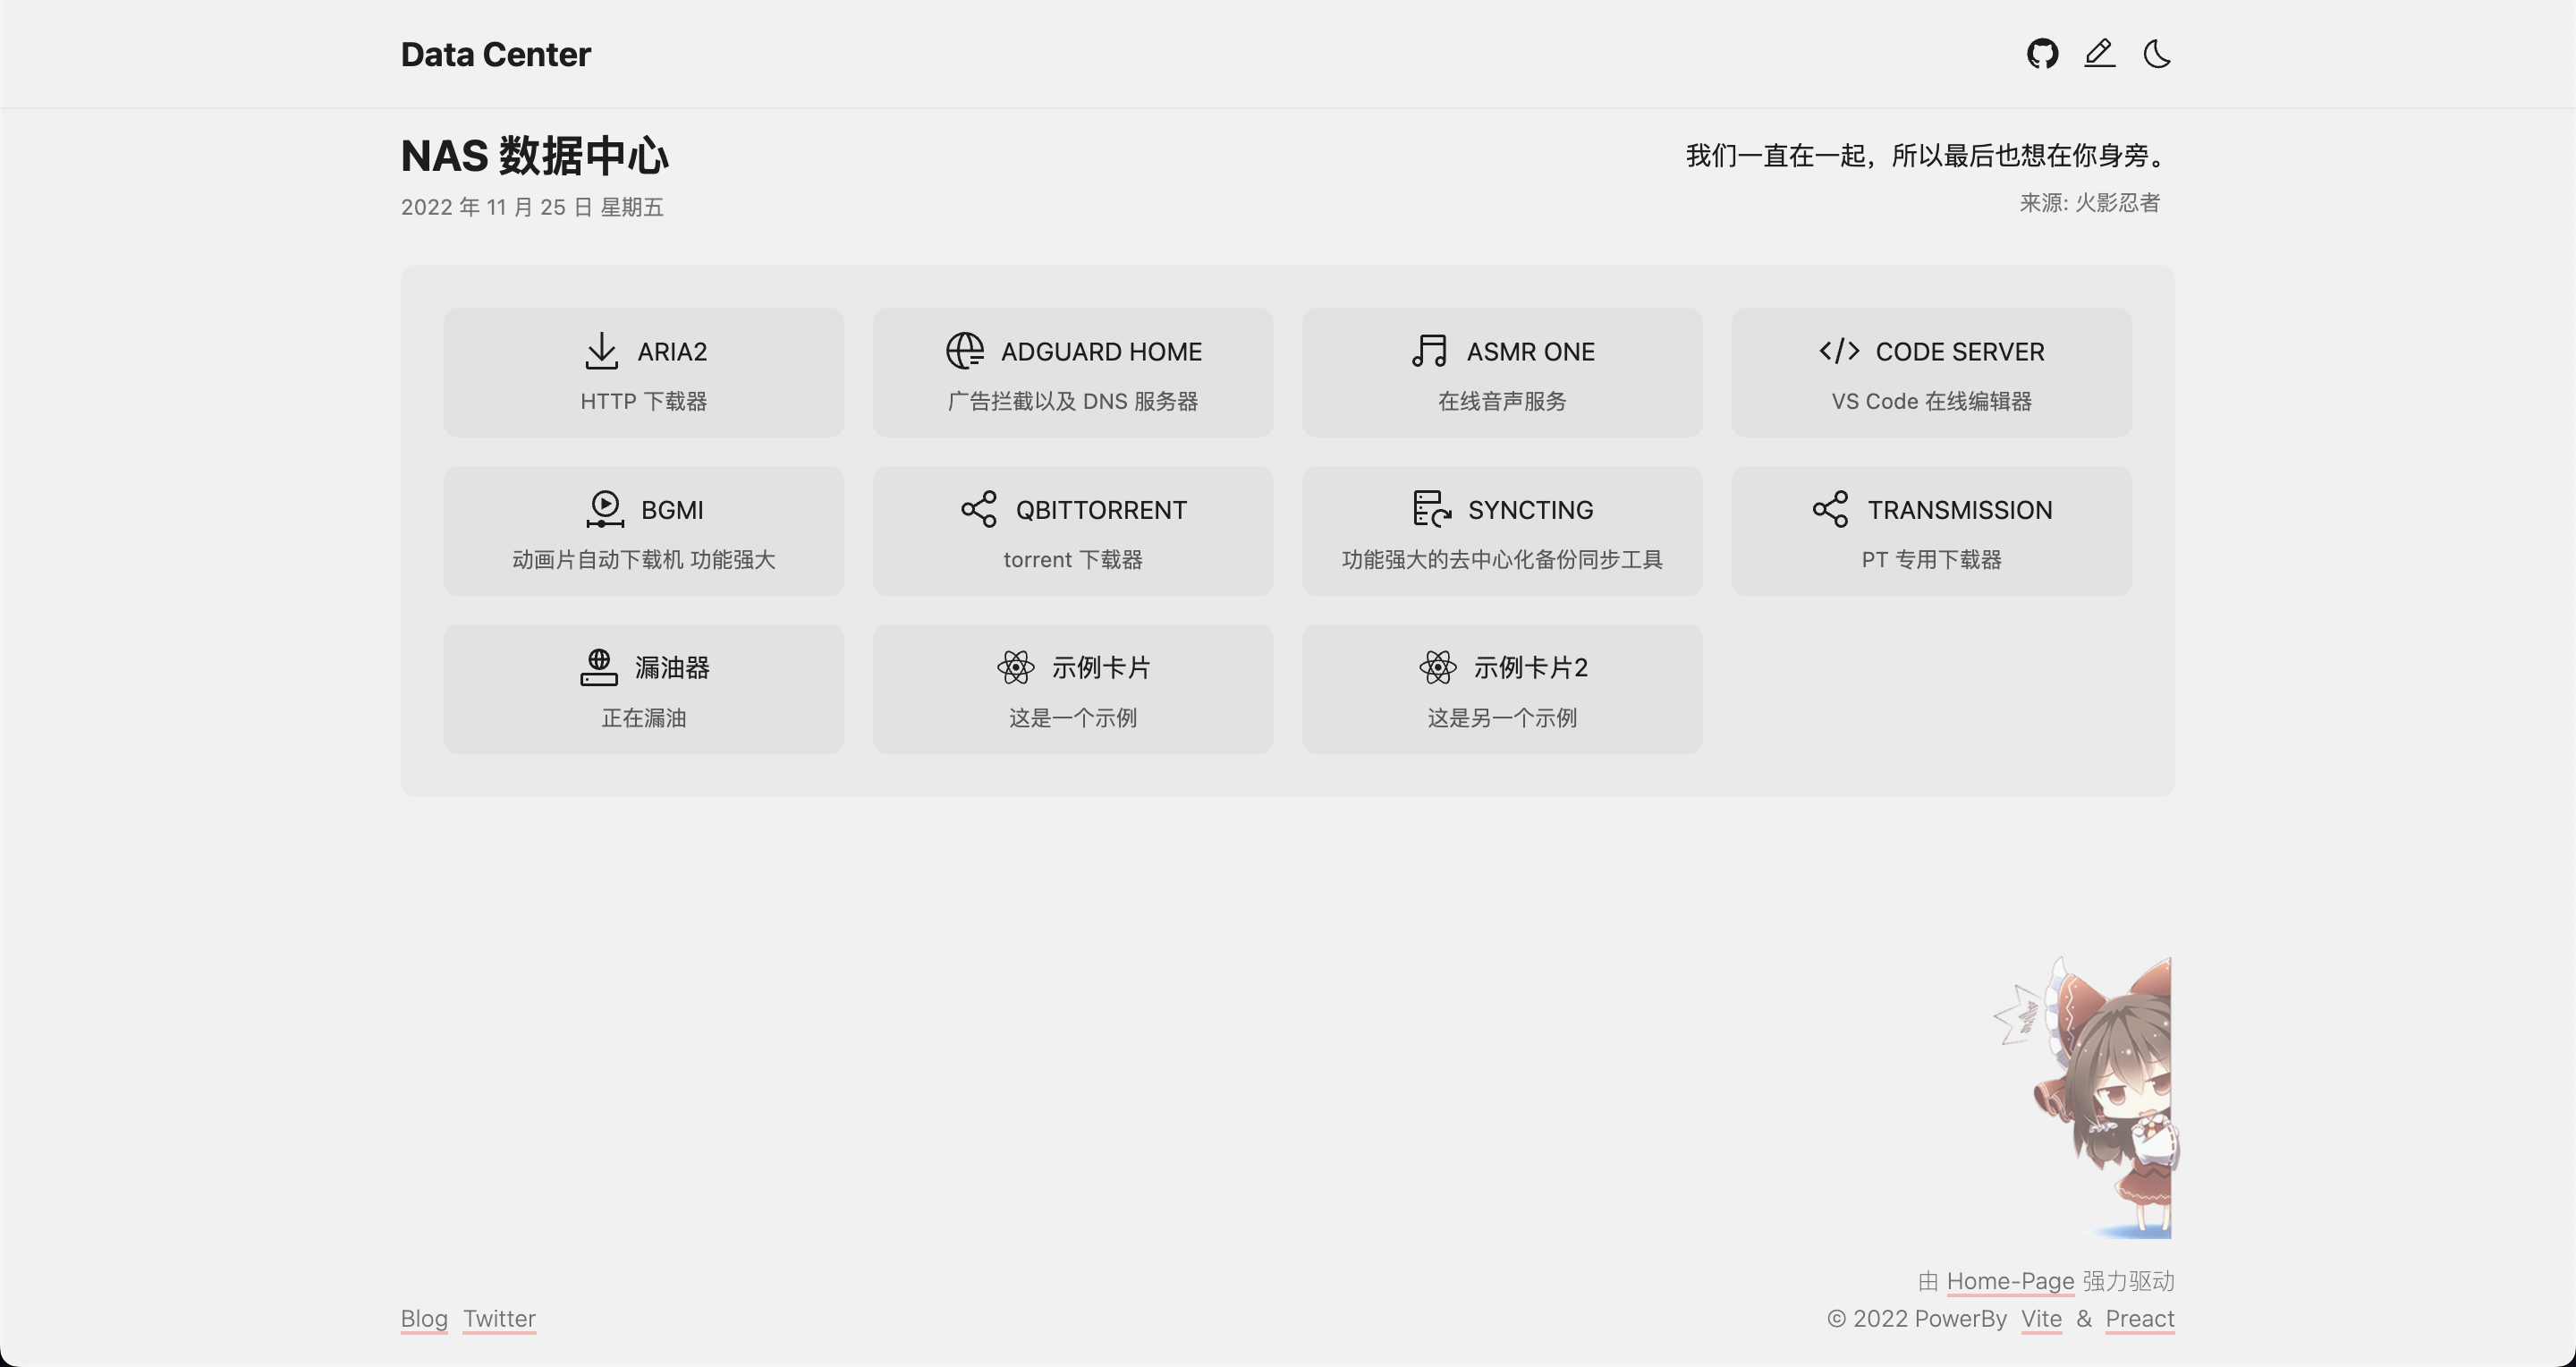 Data Center
NAS 数据中心
2022 年 11 月 25 日 星期五
我们一直在一起，所以最后也想在你身旁。
来源: 火影忍者
ARIA2
HTTP 下载器
ADGUARD HOME
广告拦截以及 DNS 服务器
ASMR ONE
在线音声服务
CODE SERVER
VS Code 在线编辑器
BGMI
动画片自动下载机 功能强大
QBITTORRENT
torrent 下载器
SYNCTING
功能强大的去中心化备份同步工具
TRANSMISSION
PT 专用下载器
漏油器
正在漏油
示例卡片
这是一个示例
示例卡片2
这是另一个示例
由 Home-Page 强力驱动
Blog Twitter
© 2022 PowerBy Vite & Preact